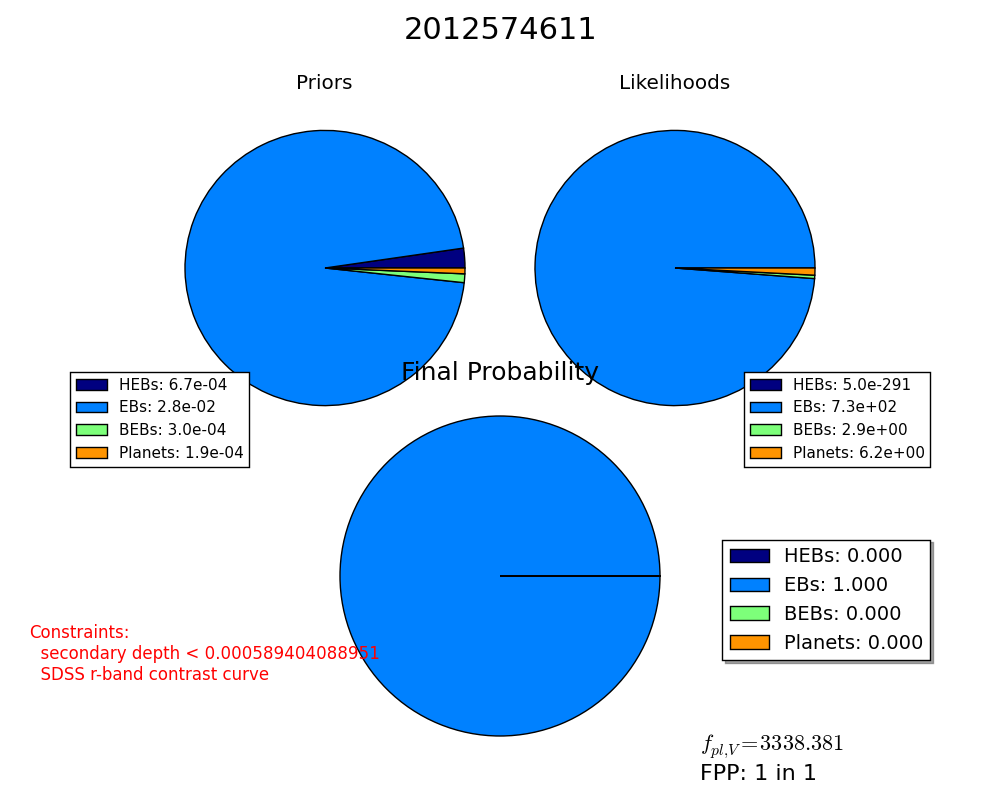 2012574611
Priors
Likelihoods
HEBs: 6.7e-04
EBs: 2.8e-02
BEBs: 3.0e-04
Planets: 1.9e-04
HEBs: 5.0e-291
EBs: 7.3e+02
BEBs: 2.9e+00
Planets: 6.2e+00
Final Probability
HEBs: 0.000
EBs: 1.000
BEBs: 0.000
Planets: 0.000
Constraints:
secondary depth < 0.000589404088951
SDSS r-band contrast curve
f_{pl,V}=3338.381
FPP: 1 in 1